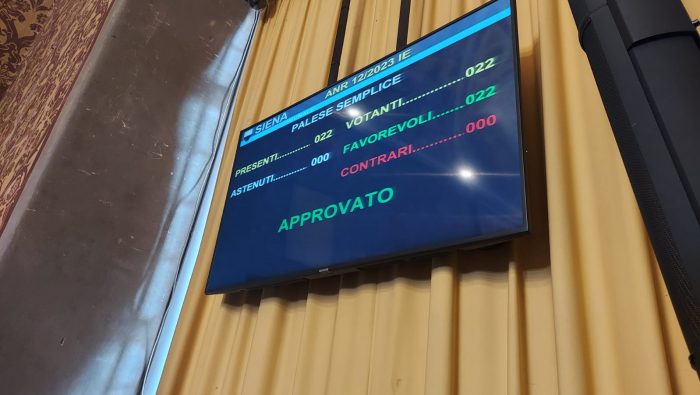 SIENA
ANR 12/2023 IE
PALESE SEMPLICE
PRESENTI............ 022
VOTANTI............... 022
ASTENUTI............ 000
FAVOREVOLI....... 022
CONTRARI............ 000
APPROVATO